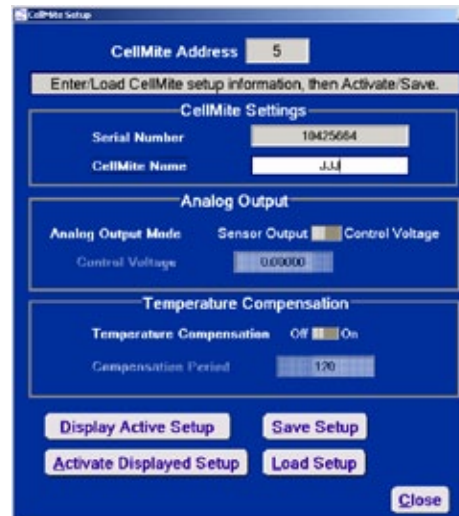 CellMite Setup
CellMite Address 5
Enter/Load CellMite setup information, then Activate/Save.
CellMite Settings
Serial Number 10425664
CellMite Name JJJ
Analog Output
Analog Output Mode Sensor Output Control Voltage
Control Voltage 0.00000
Temperature Compensation
Temperature Compensation Off On
Compensation Period 120
Display Active Setup Save Setup
Activate Displayed Setup Load Setup
Close